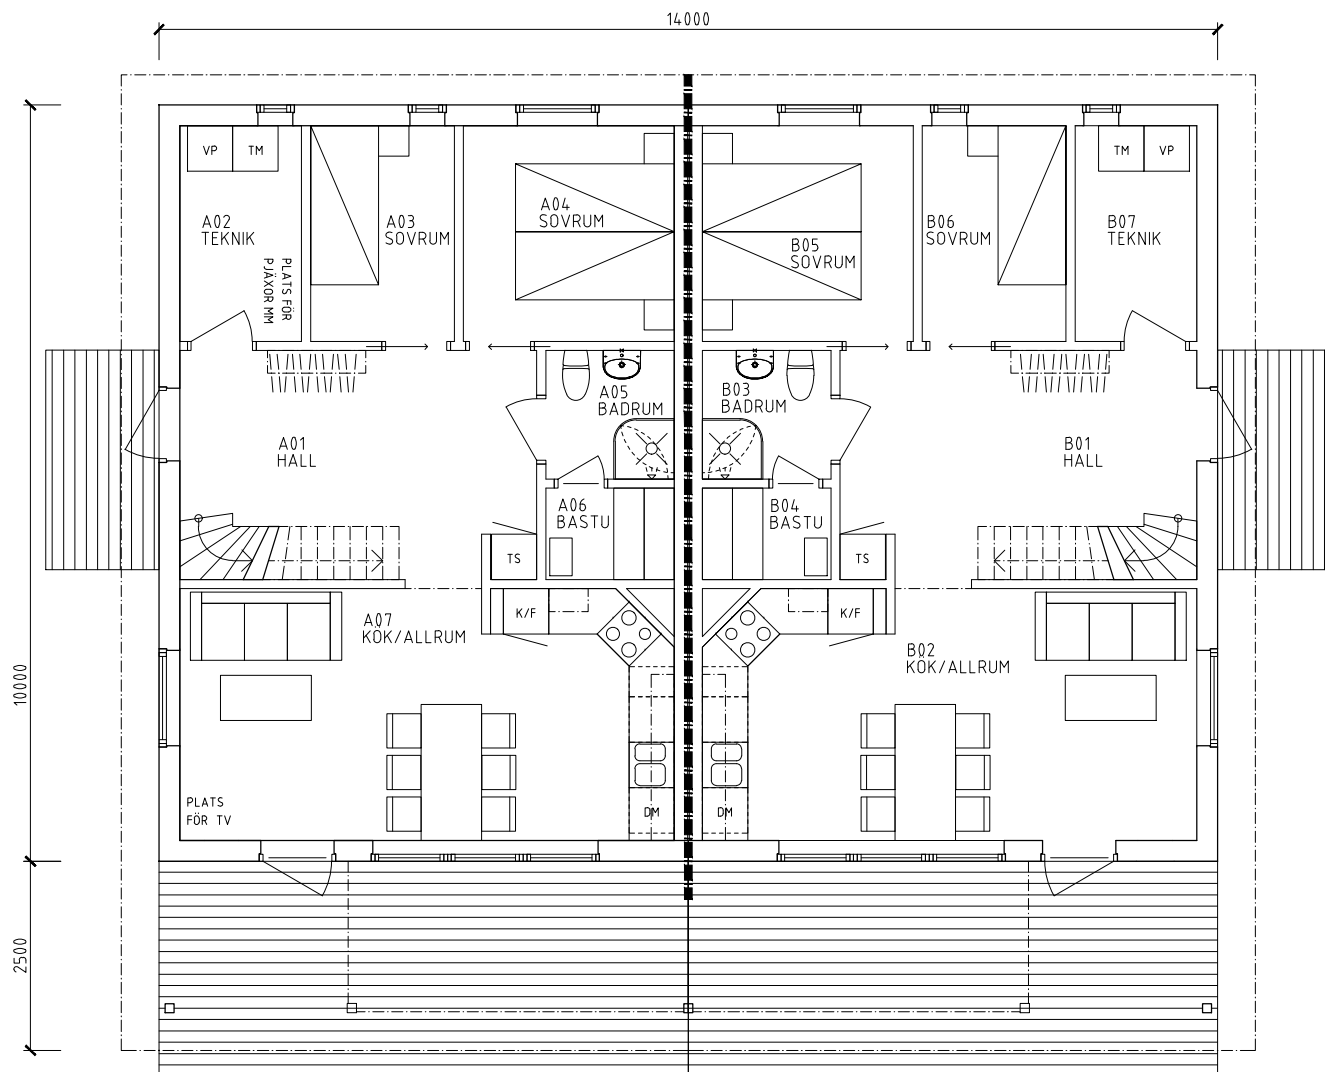 14000
VP
TM
TM
VP
A02
TEKNIK
A03
SOVRUM
A04
SOVRUM
B05
SOVRUM
B06
SOVRUM
B07
TEKNIK
PLATS FÖR
PJÄXOR MM
A05
BADRUM
B03
BADRUM
A01
HALL
B01
HALL
A06
BASTU
B04
BASTU
TS
TS
K/F
K/F
A07
KÖK/ALLRUM
B02
KÖK/ALLRUM
10000
PLATS
FÖR TV
DM
DM
2500